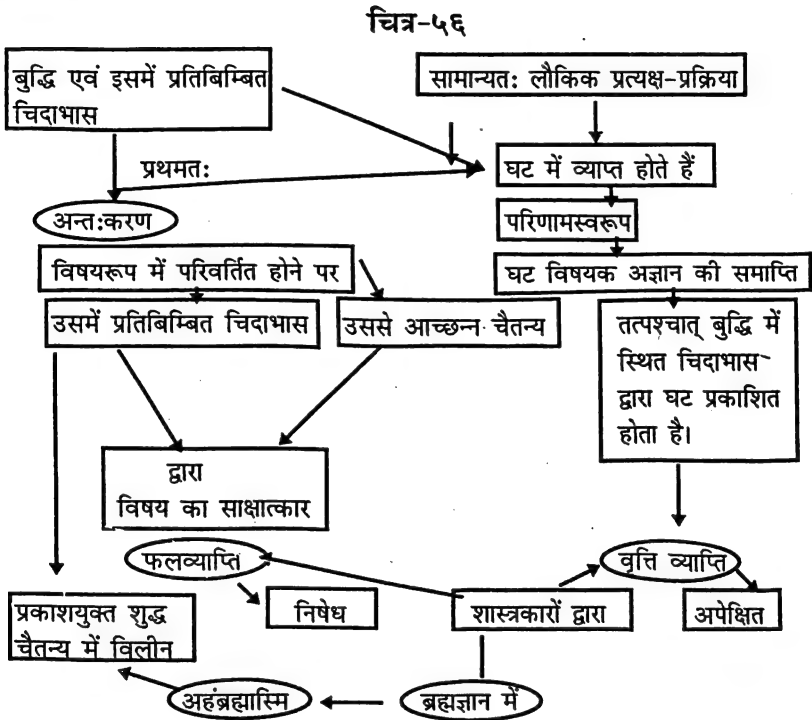 चित्र-५६
बुद्धि एवं इसमें प्रतिबिम्बित
चिदाभास
सामान्यतः लौकिक प्रत्यक्ष-प्रक्रिया
प्रथमतः
घट में व्याप्त होते हैं
अन्तःकरण
परिणामस्वरूप
विषयरूप में परिवर्तित होने पर
घट विषयक अज्ञान की समाप्ति
उसमें प्रतिबिम्बित चिदाभास
उससे आच्छन्न चैतन्य
तत्पश्चात् बुद्धि में
स्थित चिदाभास
द्वारा घट प्रकाशित
होता है।
द्वारा
विषय का साक्षात्कार
फलव्याप्ति
वृत्ति व्याप्ति
प्रकाशयुक्त शुद्ध
चैतन्य में विलीन
निषेध
शास्त्रकारों द्वारा
अपेक्षित
अहंब्रह्मास्मि
ब्रह्मज्ञान में